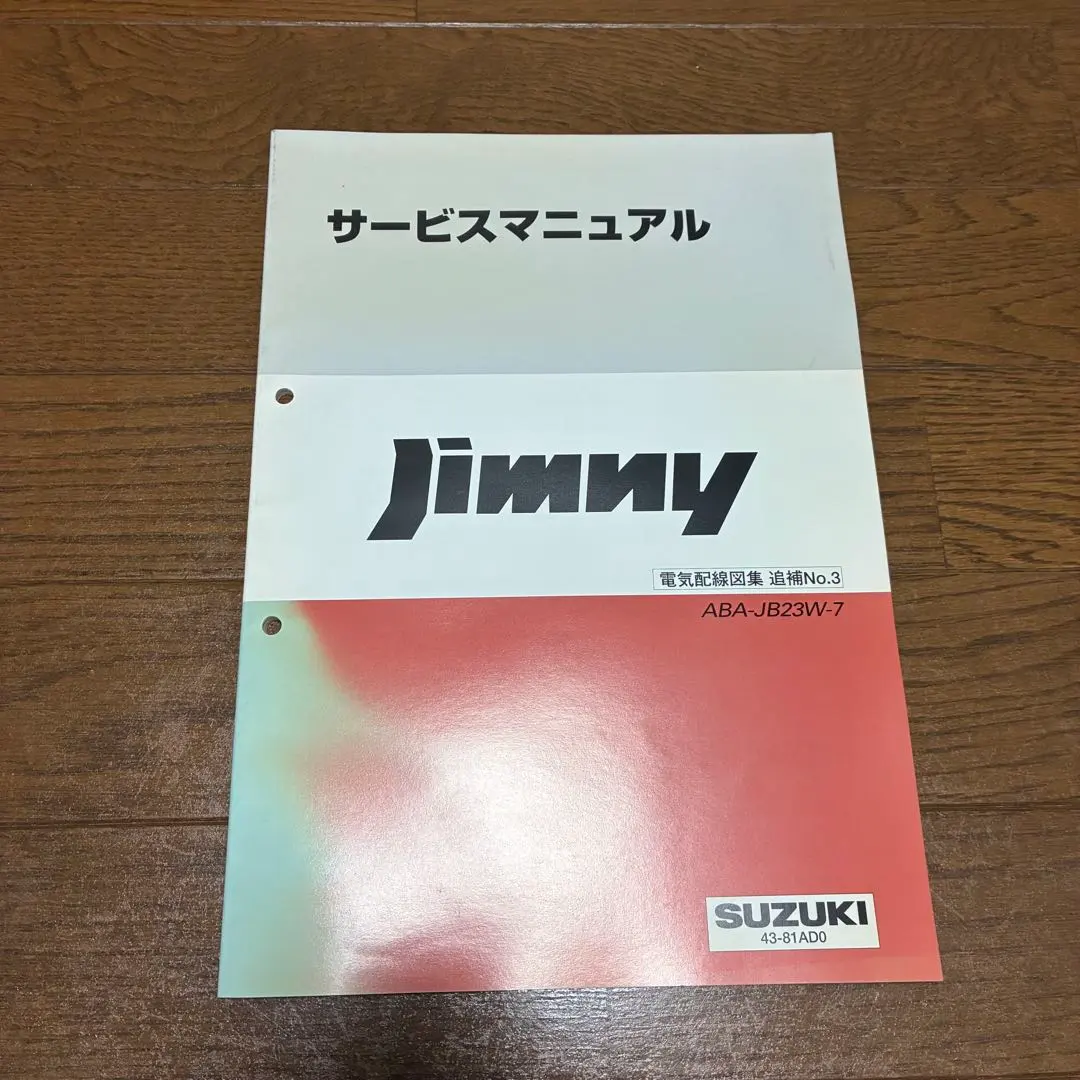 サービスマニュアル
Jimny
電気配線図集 追補No.3
ABA-JB23W-7
SUZUKI
43-81AD0